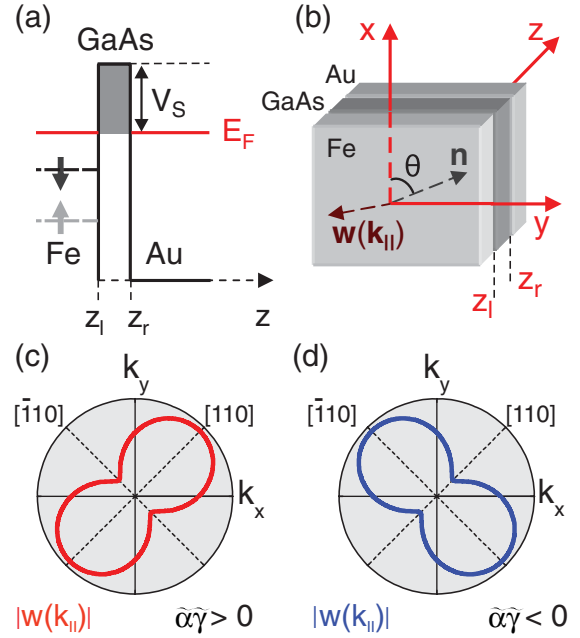 (a)
GaAs
V_S
E_F
Fe
Au
z_l
z_r
z
(b)
x
z
Au
GaAs
Fe
θ
n
w(k_||)
y
z_l
z_r
(c)
k_y
[1̄10]
[110]
k_x
|w(k_||)|
α̃γ̃ > 0
(d)
k_y
[1̄10]
[110]
k_x
|w(k_||)|
α̃γ̃ < 0